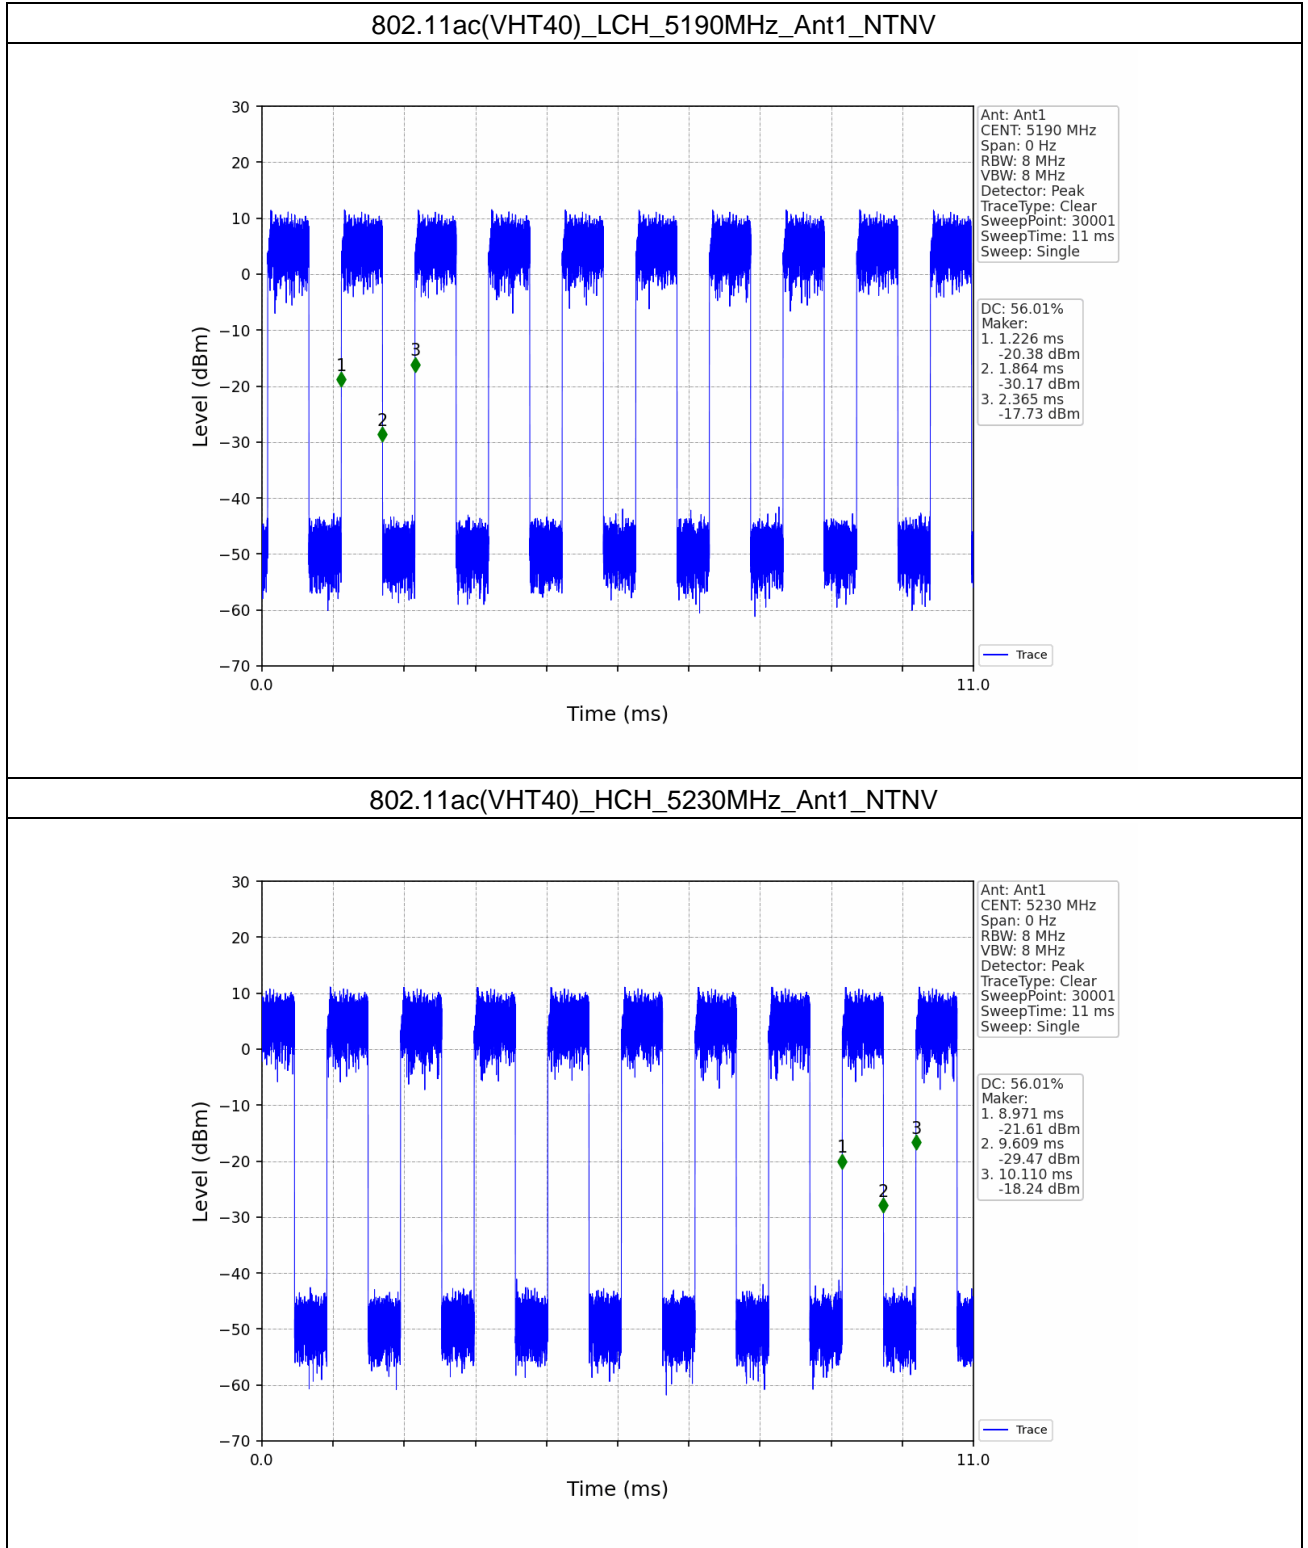 802.11ac(VHT40)_LCH_5190MHz_Ant1_NTNV
30
20
10
0
−10
−20
−30
−40
−50
−60
−70
Level (dBm)
1
2
3
0.0
11.0
Time (ms)
Ant: Ant1
CENT: 5190 MHz
Span: 0 Hz
RBW: 8 MHz
VBW: 8 MHz
Detector: Peak
TraceType: Clear
SweepPoint: 30001
SweepTime: 11 ms
Sweep: Single
DC: 56.01%
Maker:
1. 1.226 ms
-20.38 dBm
2. 1.864 ms
-30.17 dBm
3. 2.365 ms
-17.73 dBm
Trace
802.11ac(VHT40)_HCH_5230MHz_Ant1_NTNV
30
20
10
0
−10
−20
−30
−40
−50
−60
−70
Level (dBm)
1
2
3
0.0
11.0
Time (ms)
Ant: Ant1
CENT: 5230 MHz
Span: 0 Hz
RBW: 8 MHz
VBW: 8 MHz
Detector: Peak
TraceType: Clear
SweepPoint: 30001
SweepTime: 11 ms
Sweep: Single
DC: 56.01%
Maker:
1. 8.971 ms
-21.61 dBm
2. 9.609 ms
-29.47 dBm
3. 10.110 ms
-18.24 dBm
Trace